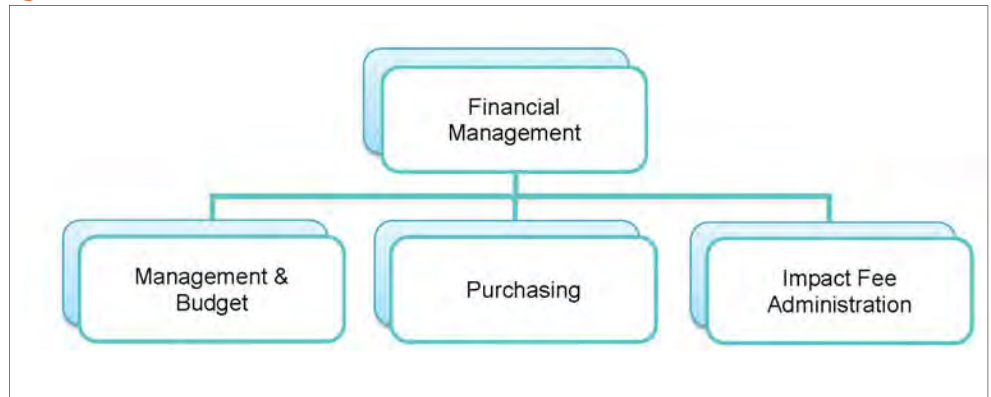 Financial
Management
Management &
Budget
Purchasing
Impact Fee
Administration